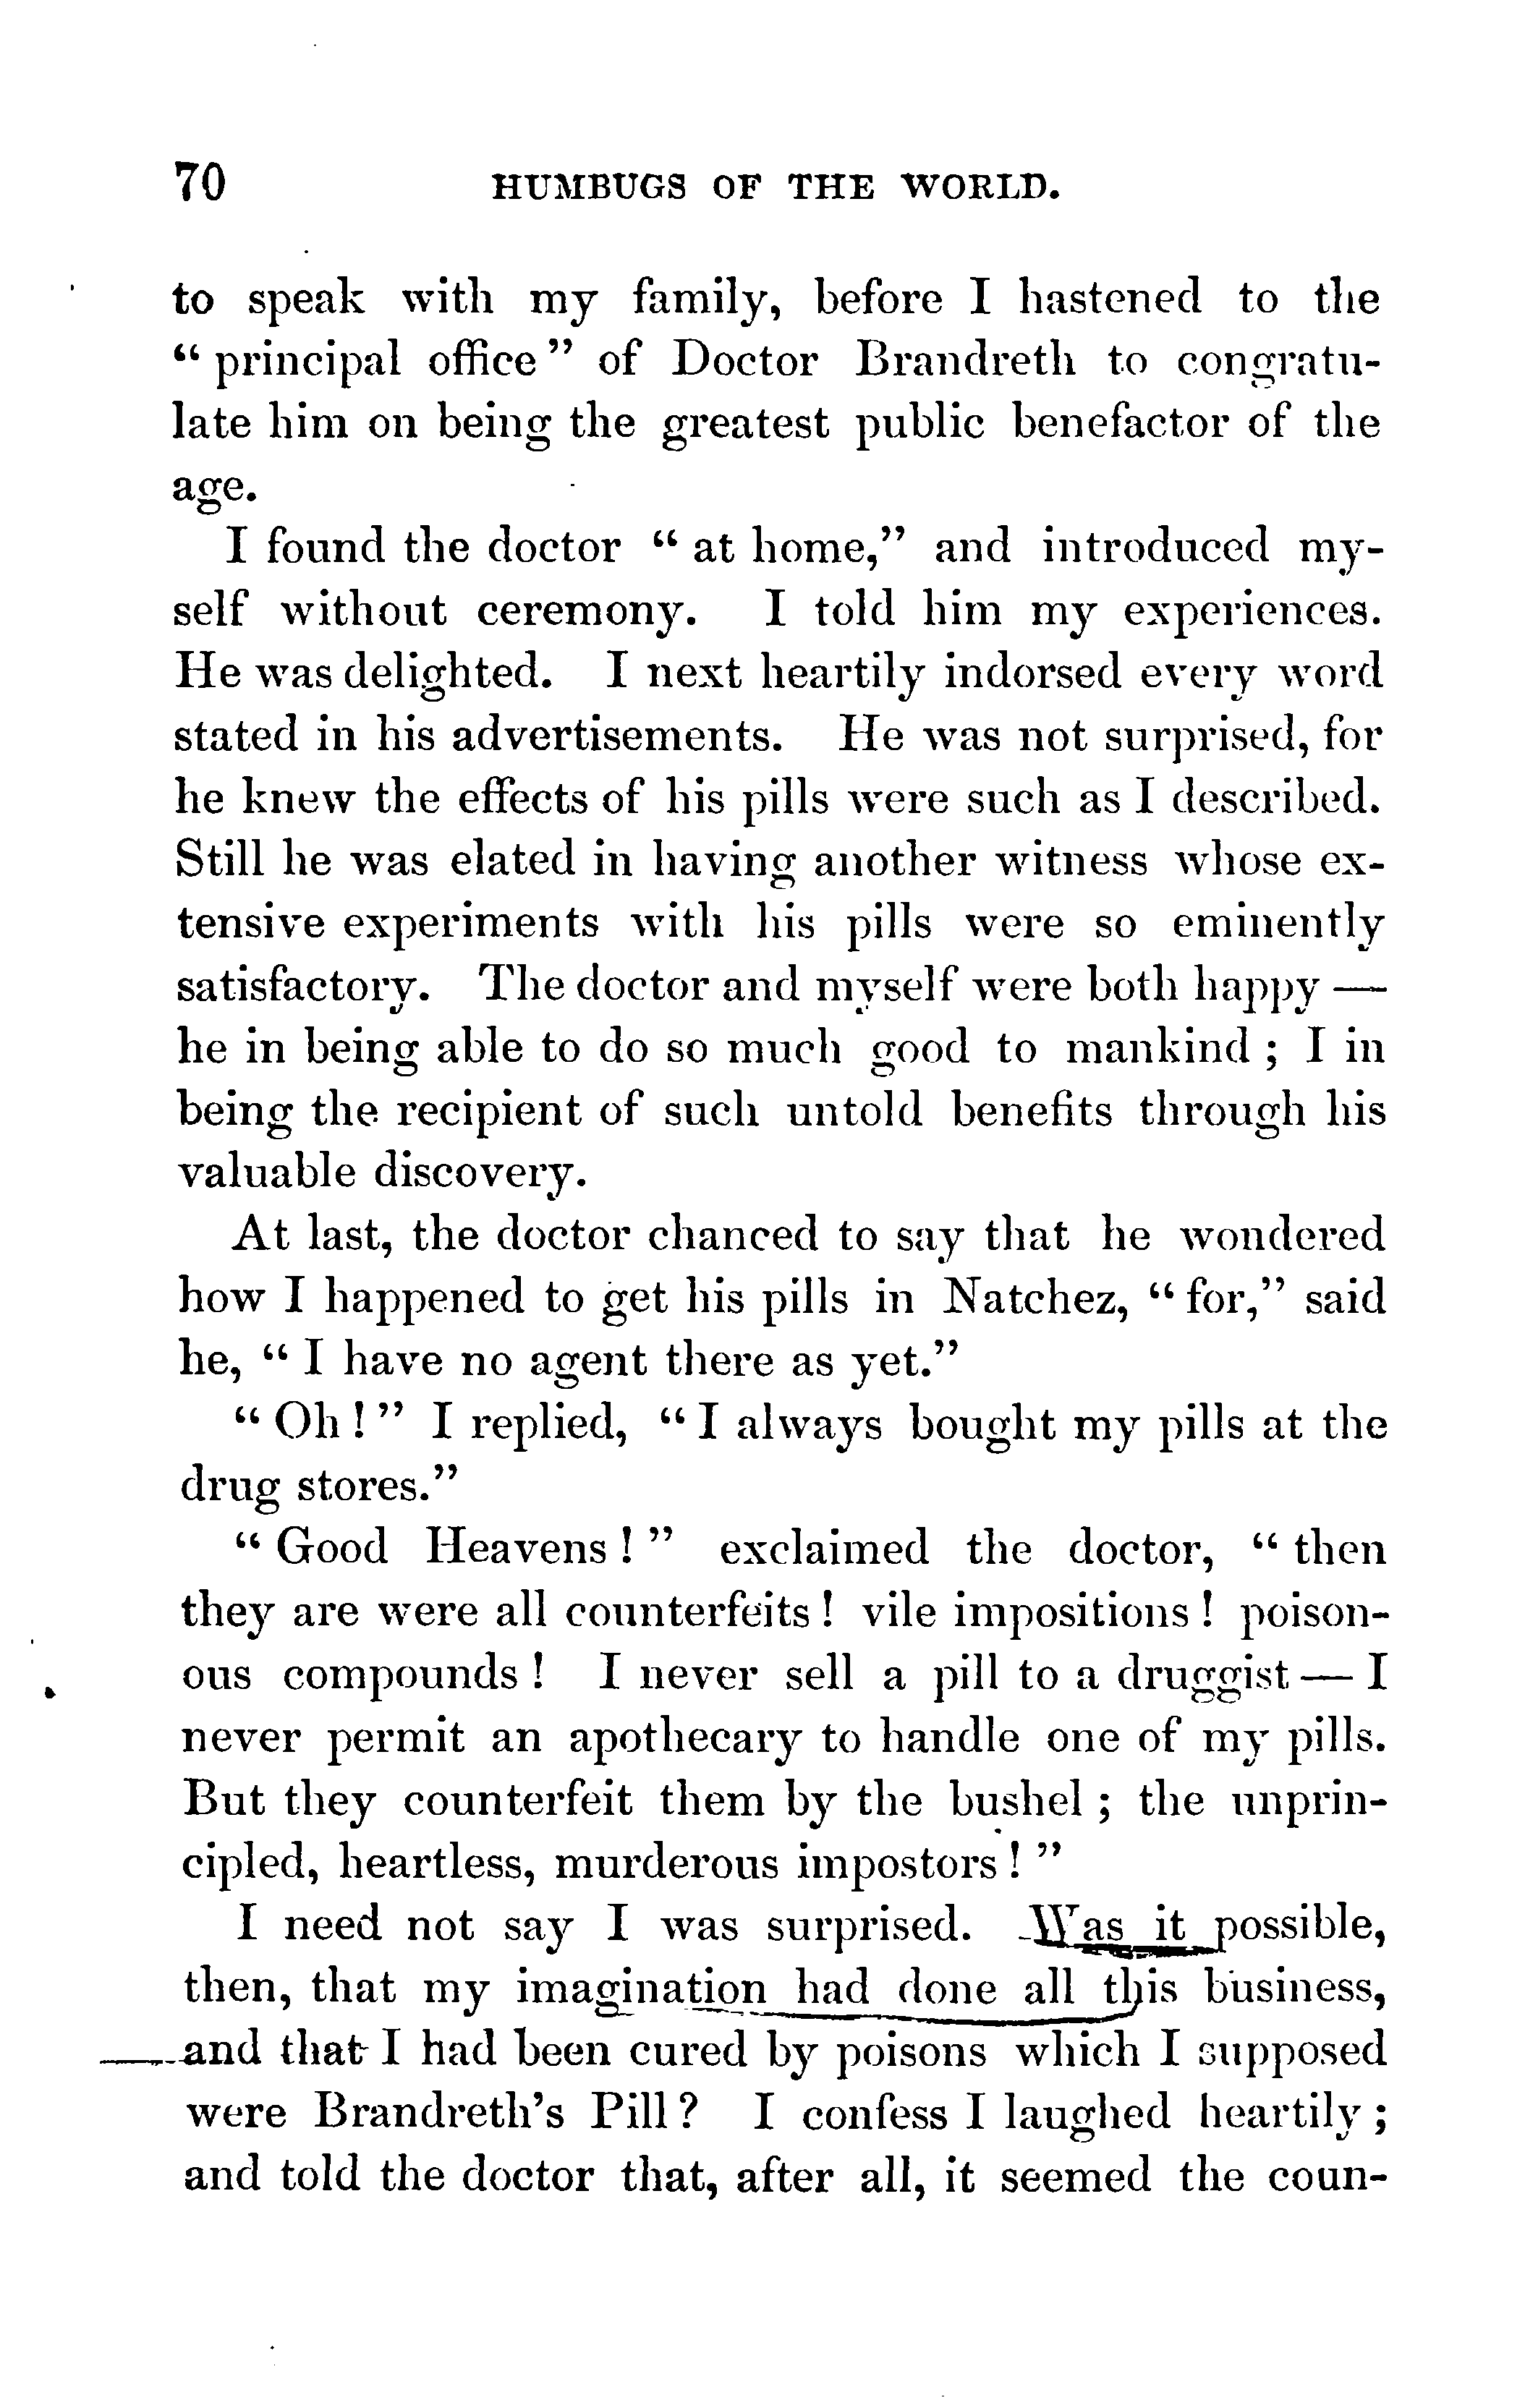 70 HUMBUGS OF THE WORLD.
to speak with my family, before I hastened to the
“ principal office ” of Doctor Brandreth to congratu-
late him on being the greatest public benefactor of the
age.
I found the doctor “ at home,” and introduced my-
self without ceremony. I told him my experiences.
He was delighted. I next heartily indorsed every word
stated in his advertisements. He was not surprised, for
he knew the effects of his pills were such as I described.
Still he was elated in having another witness whose ex-
tensive experiments with his pills were so eminently
satisfactory. The doctor and myself were both happy —
he in being able to do so much good to mankind ; I in
being the recipient of such untold benefits through his
valuable discovery.
At last, the doctor chanced to say that he wondered
how I happened to get his pills in Natchez, “ for,” said
he, “ I have no agent there as yet.”
“ Oh ! ” I replied, “ I always bought my pills at the
drug stores.”
“ Good Heavens ! ” exclaimed the doctor, “ then
they are were all counterfeits ! vile impositions ! poison-
ous compounds ! I never sell a pill to a druggist — I
never permit an apothecary to handle one of my pills.
But they counterfeit them by the bushel ; the unprin-
cipled, heartless, murderous impostors ! ”
I need not say I was surprised. Was it possible,
then, that my imagination had done all this business,
and that I had been cured by poisons which I supposed
were Brandreth’s Pill ? I confess I laughed heartily ;
and told the doctor that, after all, it seemed the coun-